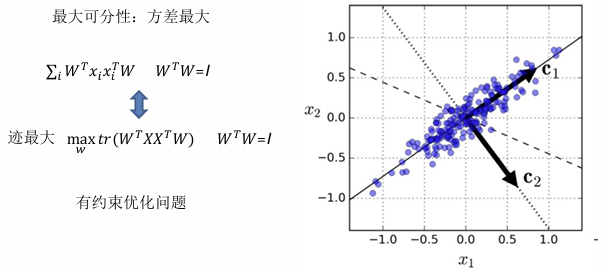 最大可分性：方差最大
∑ᵢ Wᵀxᵢxᵢᵀ W WᵀW=I
迹最大 max tr(WᵀXXᵀW) WᵀW=I
w
有约束优化问题
x₂
1.0
0.5
0.0
−0.5
−1.0
c₁
c₂
−1.0 −0.5 0.0 0.5 1.0
x₁